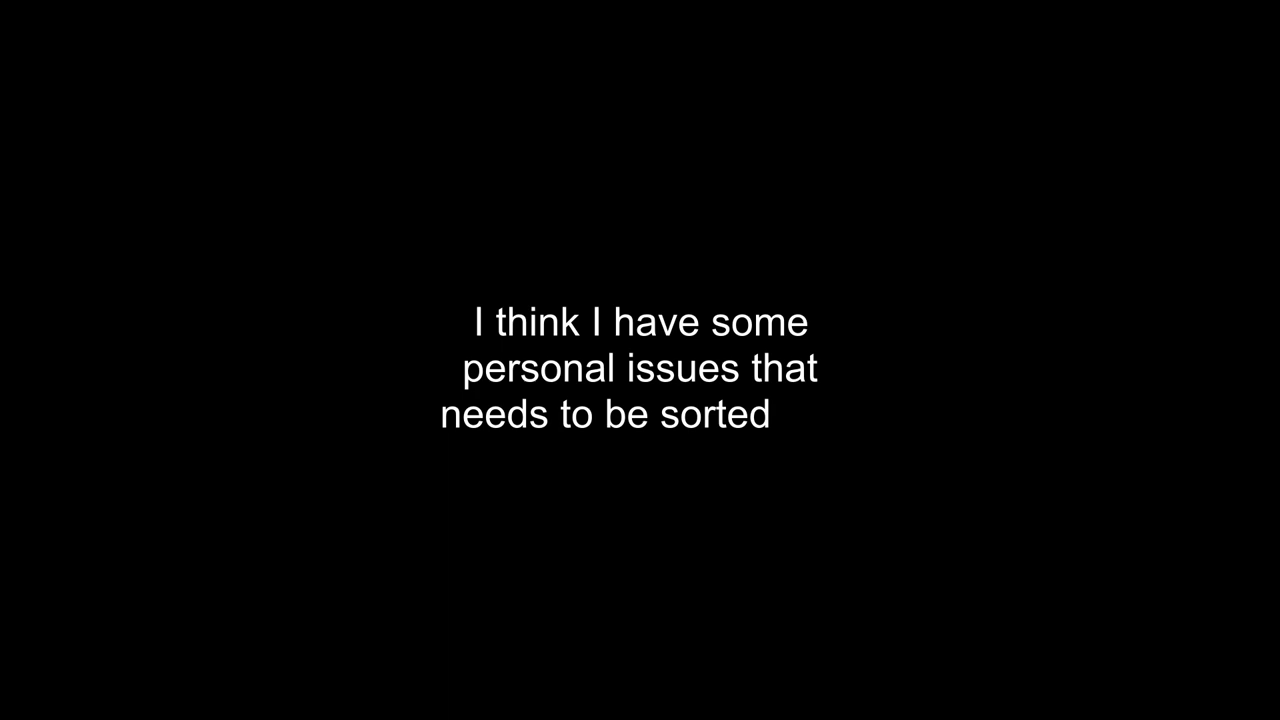 I think I have some
personal issues that
needs to be sorted